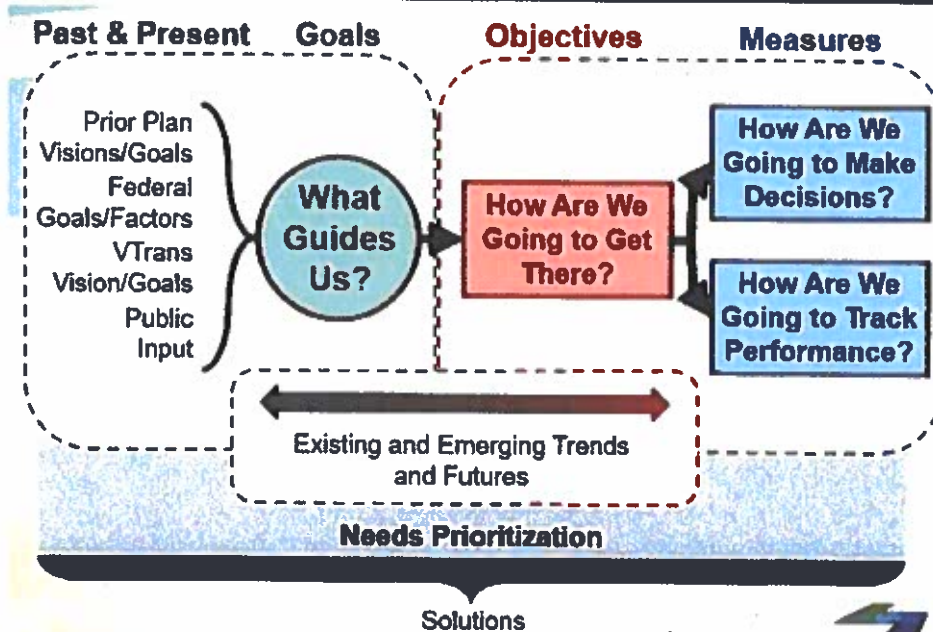 Past & Present
Goals
Objectives
Measures
Prior Plan
Visions/Goals
Federal
Goals/Factors
VTrans
Vision/Goals
Public
Input
What
Guides
Us?
How Are We
Going to Get
There?
How Are We
Going to Make
Decisions?
How Are We
Going to Track
Performance?
Existing and Emerging Trends
and Futures
Needs Prioritization
Solutions